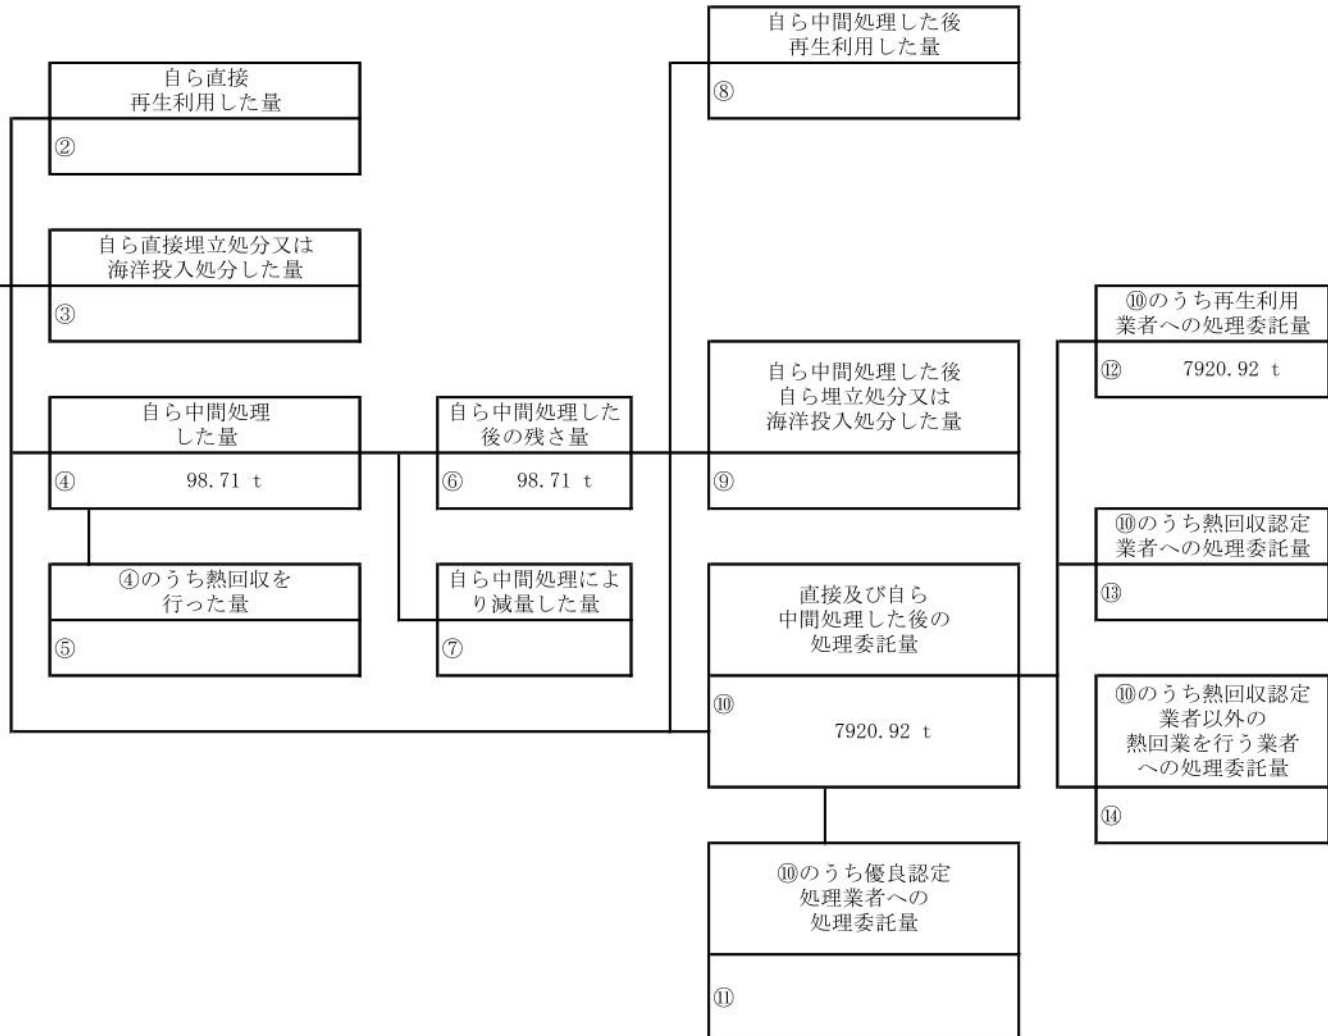 自ら直接
再生利用した量
②
自ら直接埋立処分又は
海洋投入処分した量
③
自ら中間処理
した量
④ 98.71 t
④のうち熱回収を
行った量
⑤
自ら中間処理した
後の残さ量
⑥ 98.71 t
自ら中間処理によ
り減量した量
⑦
自ら中間処理した後
再生利用した量
⑧
自ら中間処理した後
自ら埋立処分又は
海洋投入処分した量
⑨
直接及び自ら
中間処理した後の
処理委託量
⑩
7920.92 t
⑩のうち優良認定
処理業者への
処理委託量
⑪
⑩のうち再生利用
業者への処理委託量
⑫ 7920.92 t
⑩のうち熱回収認定
業者への処理委託量
⑬
⑩のうち熱回収認定
業者以外の
熱回業を行う業者
への処理委託量
⑭